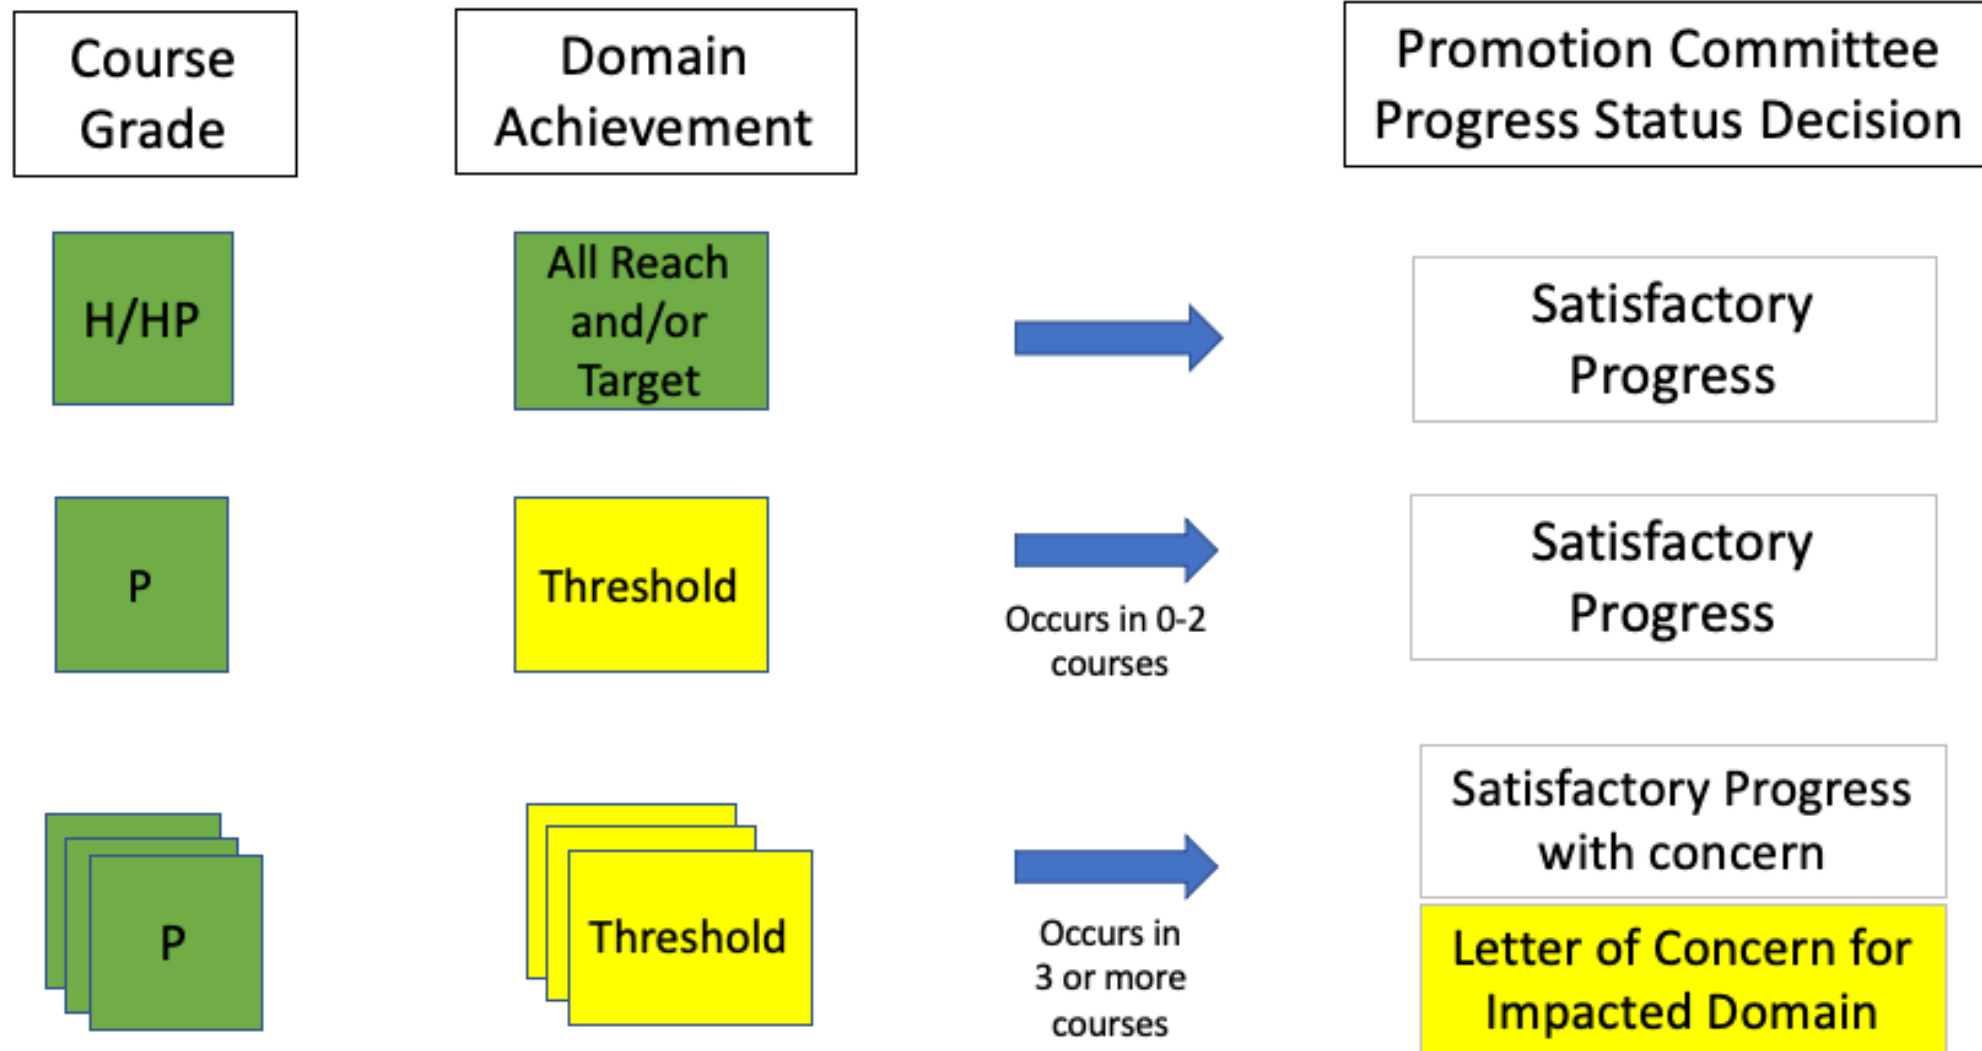 Course
Grade
Domain
Achievement
Promotion Committee
Progress Status Decision
H/HP
All Reach
and/or
Target
Satisfactory
Progress
P
Threshold
Occurs in 0-2
courses
Satisfactory
Progress
P
Threshold
Occurs in
3 or more
courses
Satisfactory Progress
with concern
Letter of Concern for
Impacted Domain